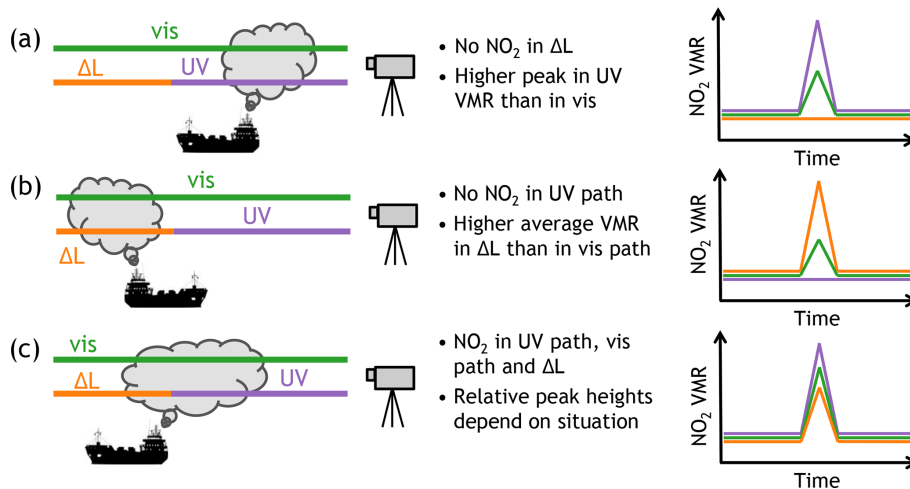 (a)
vis
ΔL
UV
• No NO₂ in ΔL
• Higher peak in UV
VMR than in vis
NO₂ VMR
Time
(b)
vis
UV
ΔL
• No NO₂ in UV path
• Higher average VMR
in ΔL than in vis path
NO₂ VMR
Time
(c)
vis
ΔL
UV
• NO₂ in UV path, vis
path and ΔL
• Relative peak heights
depend on situation
NO₂ VMR
Time